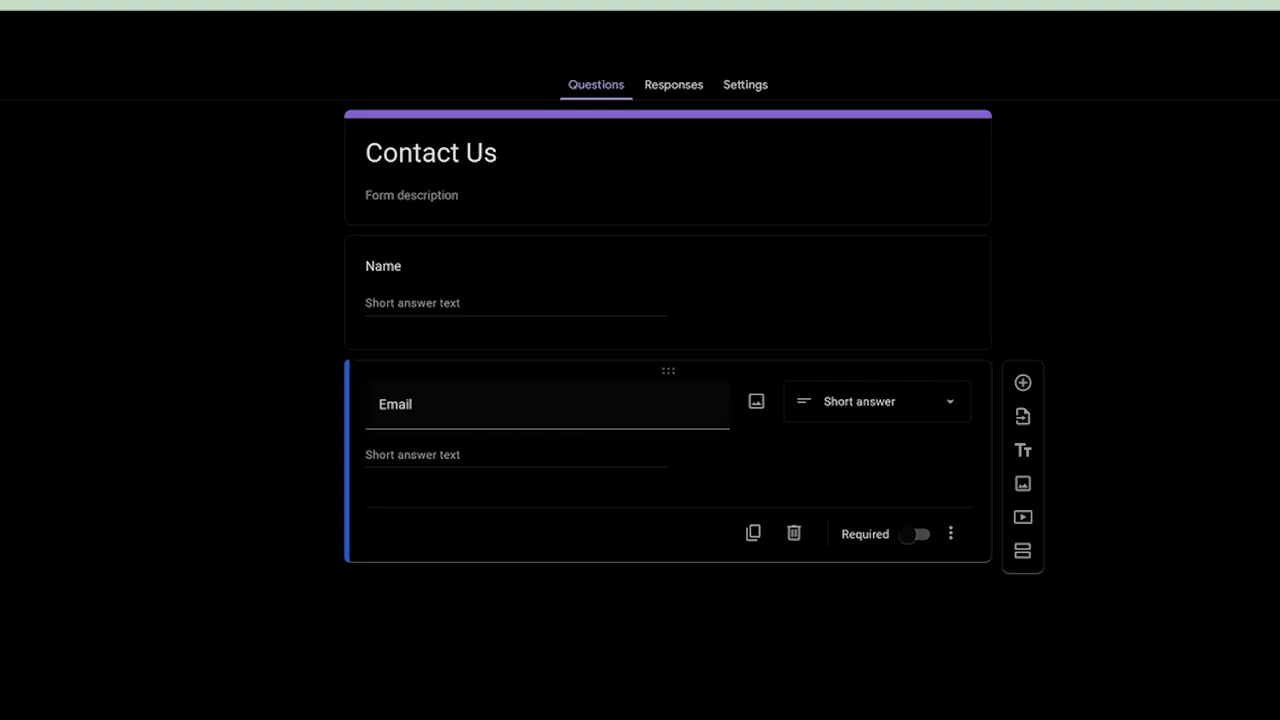 Questions Responses Settings
Contact Us
Form description
Name
Short answer text
Email
Short answer
Short answer text
Required